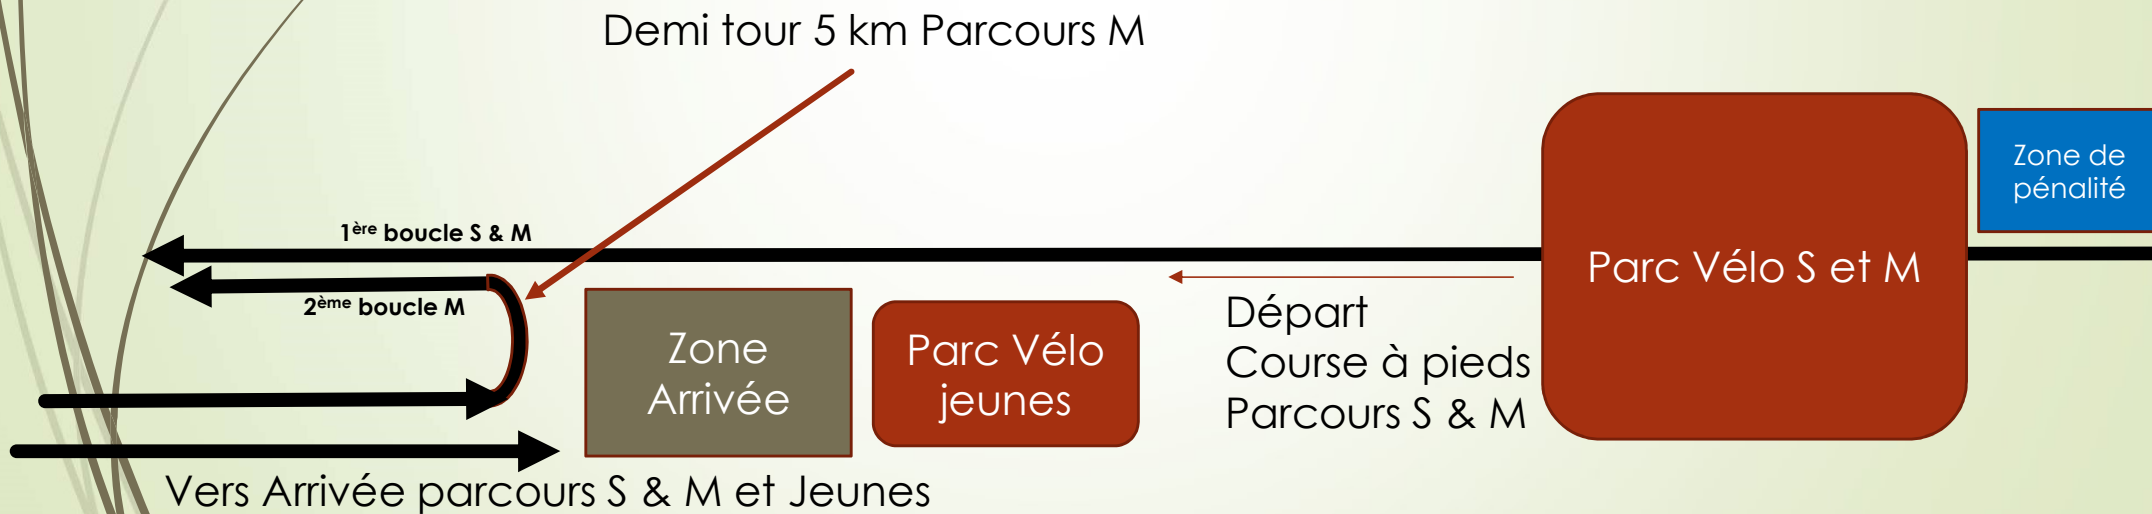 Demi tour 5 km Parcours M
Zone de
pénalité
1ère boucle S & M
Parc Vélo S et M
2ème boucle M
Départ
Course à pieds
Parcours S & M
Zone
Arrivée
Parc Vélo
jeunes
Vers Arrivée parcours S & M et Jeunes